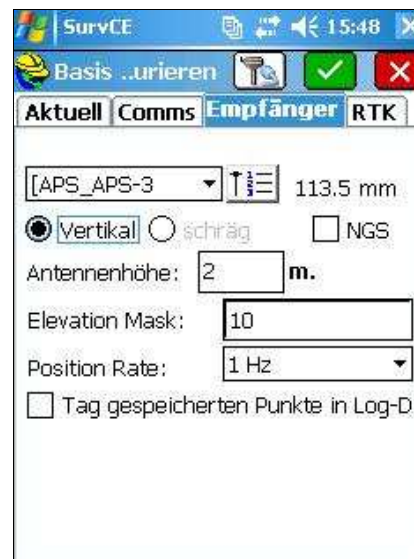 SurvCE 15:48
Basis ..urieren
Aktuell Comms Empfänger RTK
[APS_APS-3 113.5 mm
Vertikal schräg NGS
Antennenhöhe: 2 m.
Elevation Mask: 10
Position Rate: 1 Hz
Tag gespeicherten Punkte in Log-D